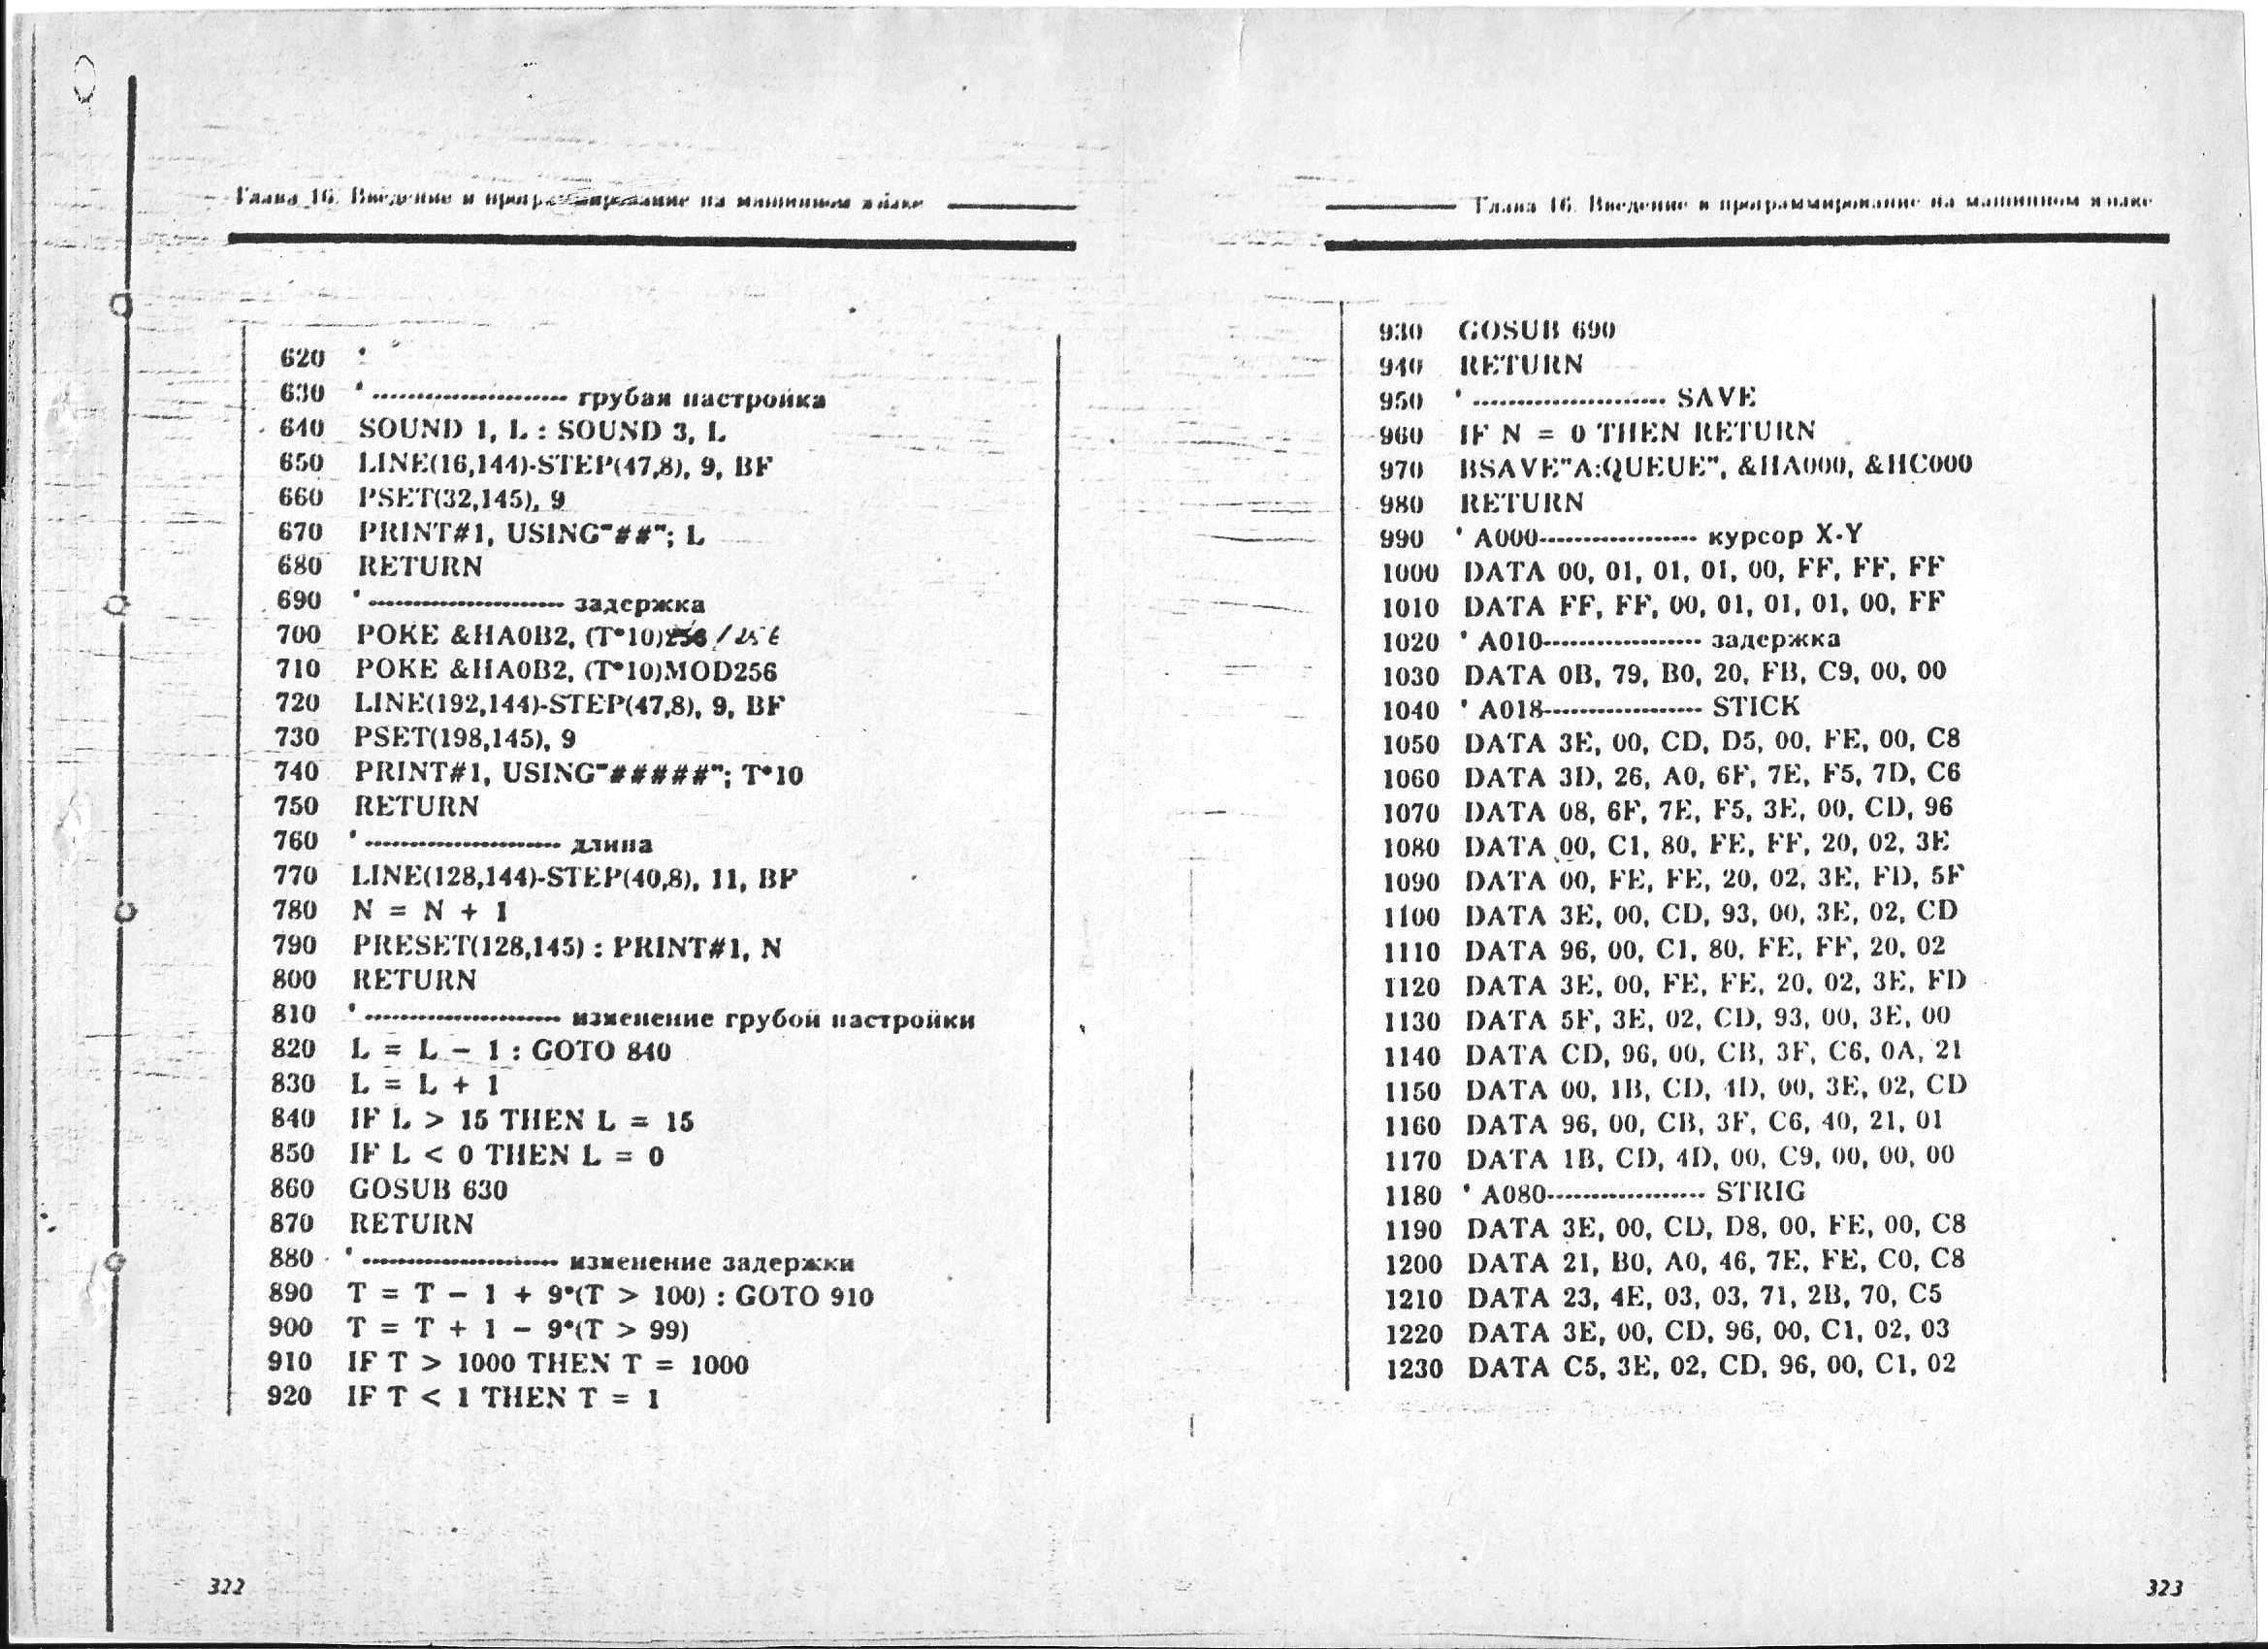 Глава 16. Введение в программирование на машинном языке
620 '
630 ' ---------------------- грубая настройка
640 SOUND 1, L : SOUND 3, L
650 LINE(16,144)-STEP(47,8), 9, BF
660 PSET(32,145), 9
670 PRINT#1, USING"##"; L
680 RETURN
690 ' ---------------------- задержка
700 POKE &HA0B2, (T*10)256 /256
710 POKE &HA0B2, (T*10)MOD256
720 LINE(192,144)-STEP(47,8), 9, BF
730 PSET(198,145), 9
740 PRINT#1, USING"#####"; T*10
750 RETURN
760 ' ---------------------- длина
770 LINE(128,144)-STEP(40,8), 11, BF
780 N = N + 1
790 PRESET(128,145) : PRINT#1, N
800 RETURN
810 ' ---------------------- изменение грубой настройки
820 L = L - 1 : GOTO 840
830 L = L + 1
840 IF L > 15 THEN L = 15
850 IF L < 0 THEN L = 0
860 GOSUB 630
870 RETURN
880 ' ---------------------- изменение задержки
890 T = T - 1 + 9*(T > 100) : GOTO 910
900 T = T + 1 - 9*(T > 99)
910 IF T > 1000 THEN T = 1000
920 IF T < 1 THEN T = 1
322
Глава 16. Введение в программирование на машинном языке
930 GOSUB 690
940 RETURN
950 ' ---------------------- SAVE
960 IF N = 0 THEN RETURN
970 BSAVE"A:QUEUE", &HA000, &HC000
980 RETURN
990 ' A000------------------ курсор X-Y
1000 DATA 00, 01, 01, 01, 00, FF, FF, FF
1010 DATA FF, FF, 00, 01, 01, 01, 00, FF
1020 ' A010------------------ задержка
1030 DATA 0B, 79, B0, 20, FB, C9, 00, 00
1040 ' A018------------------ STICK
1050 DATA 3E, 00, CD, D5, 00, FE, 00, C8
1060 DATA 3D, 26, A0, 6F, 7E, F5, 7D, C6
1070 DATA 08, 6F, 7E, F5, 3E, 00, CD, 96
1080 DATA 00, C1, 80, FE, FF, 20, 02, 3E
1090 DATA 00, FE, FE, 20, 02, 3E, FD, 5F
1100 DATA 3E, 00, CD, 93, 00, 3E, 02, CD
1110 DATA 96, 00, C1, 80, FE, FF, 20, 02
1120 DATA 3E, 00, FE, FE, 20, 02, 3E, FD
1130 DATA 5F, 3E, 02, CD, 93, 00, 3E, 00
1140 DATA CD, 96, 00, CB, 3F, C6, 0A, 21
1150 DATA 00, 1B, CD, 4D, 00, 3E, 02, CD
1160 DATA 96, 00, CB, 3F, C6, 40, 21, 01
1170 DATA 1B, CD, 4D, 00, C9, 00, 00, 00
1180 ' A080------------------ STRIG
1190 DATA 3E, 00, CD, D8, 00, FE, 00, C8
1200 DATA 21, B0, A0, 46, 7E, FE, C0, C8
1210 DATA 23, 4E, 03, 03, 71, 2B, 70, C5
1220 DATA 3E, 00, CD, 96, 00, C1, 02, 03
1230 DATA C5, 3E, 02, CD, 96, 00, C1, 02
323